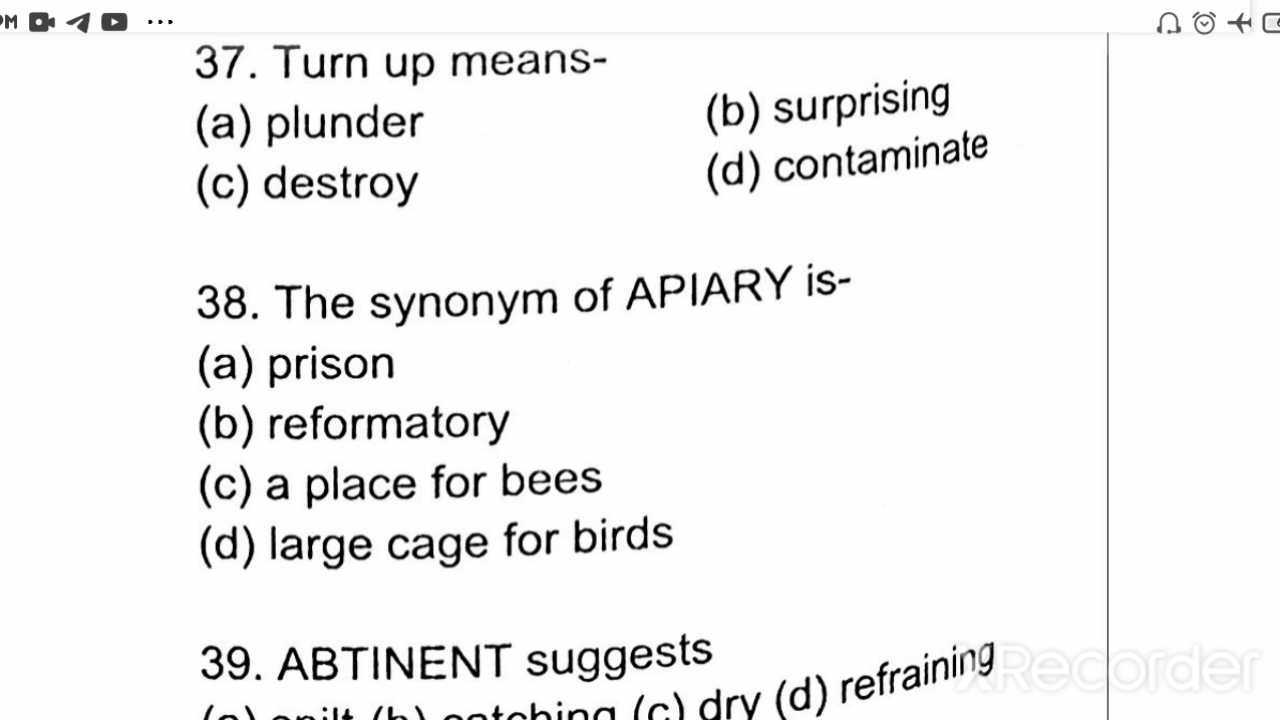 37. Turn up means-
(a) plunder (b) surprising
(c) destroy (d) contaminate
38. The synonym of APIARY is-
(a) prison
(b) reformatory
(c) a place for bees
(d) large cage for birds
39. ABTINENT suggests
(c) dry (d) refraining
XRecorder